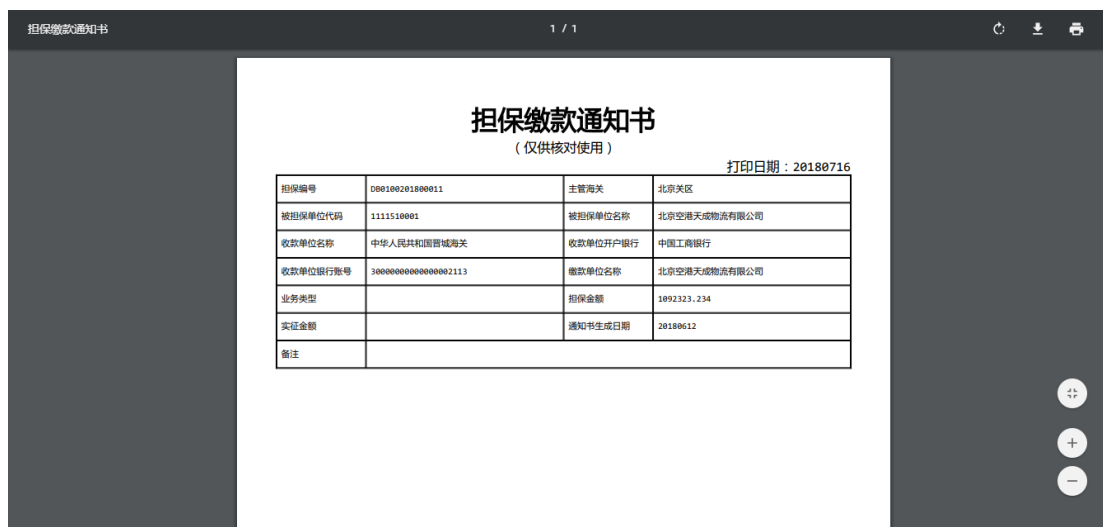 担保缴款通知书 1 / 1
担保缴款通知书
（仅供核对使用）
打印日期：20180716
担保编号 DB0100201800011 主管海关 北京关区
被担保单位代码 1111510001 被担保单位名称 北京空港天成物流有限公司
收款单位名称 中华人民共和国晋城海关 收款单位开户银行 中国工商银行
收款单位银行账号 30000000000000002113 缴款单位名称 北京空港天成物流有限公司
业务类型 担保金额 1092323.234
实征金额 通知书生成日期 20180612
备注